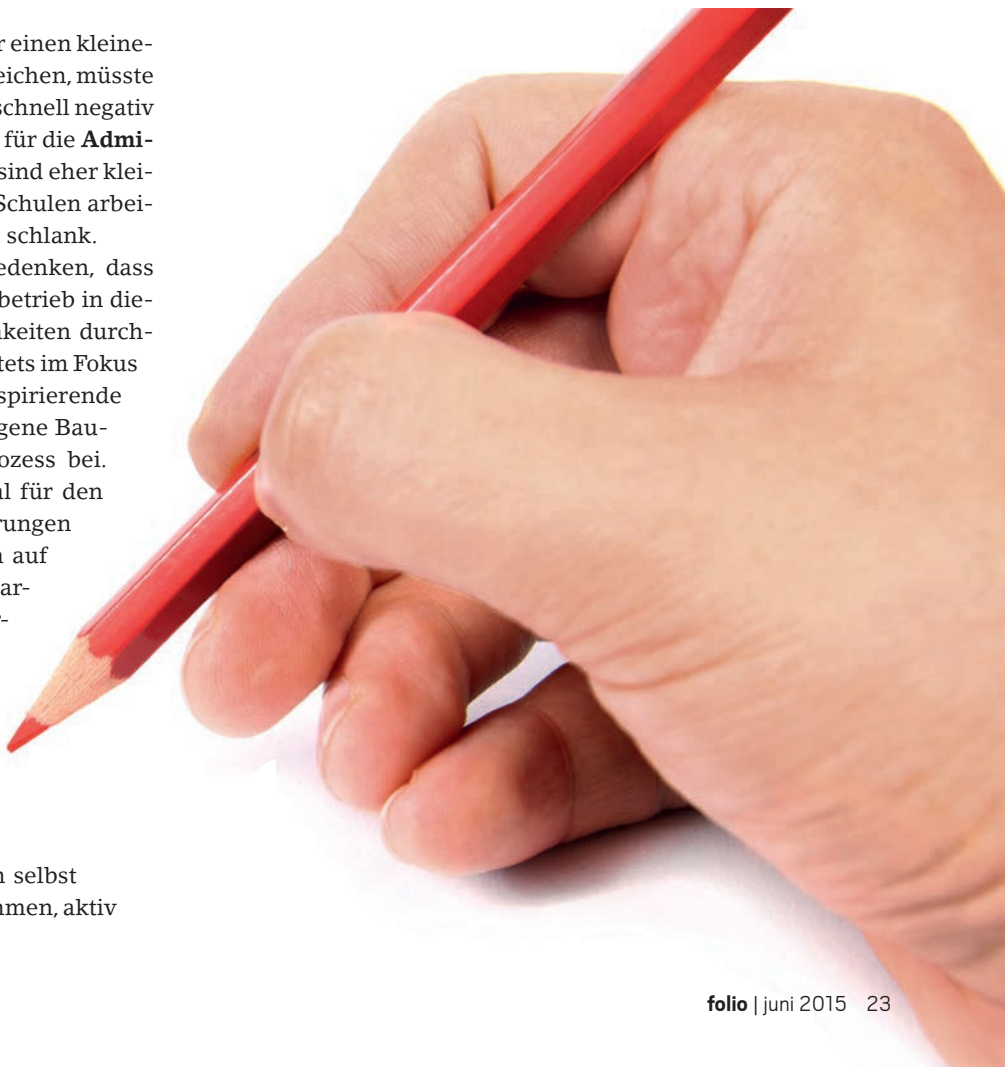 r einen kleine-
eichen, müsste
schnell negativ
für die Admi-
sind eher klei-
Schulen arbei-
schlank.
edenken, dass
betrieb in die-
keiten durch-
tets im Fokus
spirierende
gene Bau-
ozess bei.
l für den
rungen
auf
ar-
selbst
mmen, aktiv
folio | juni 2015 23